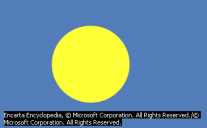 Encarta Encyclopedia, © Microsoft Corporation. All Rights Reserved./©
Microsoft Corporation. All Rights Reserved.